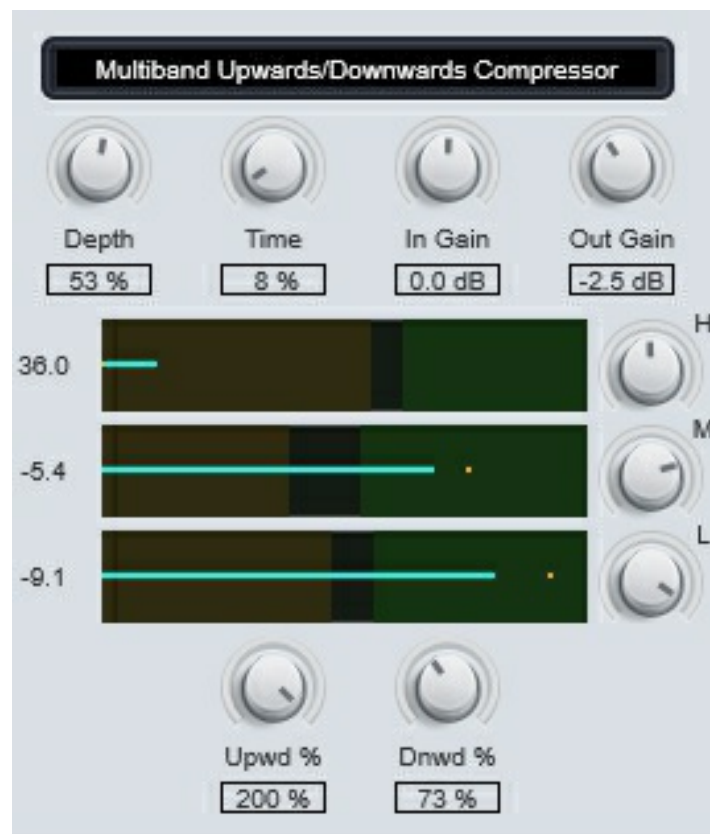 Multiband Upwards/Downwards Compressor
Depth Time In Gain Out Gain
53 % 8 % 0.0 dB -2.5 dB
H
36.0
M
-5.4
L
-9.1
Upwd % Dnwd %
200 % 73 %